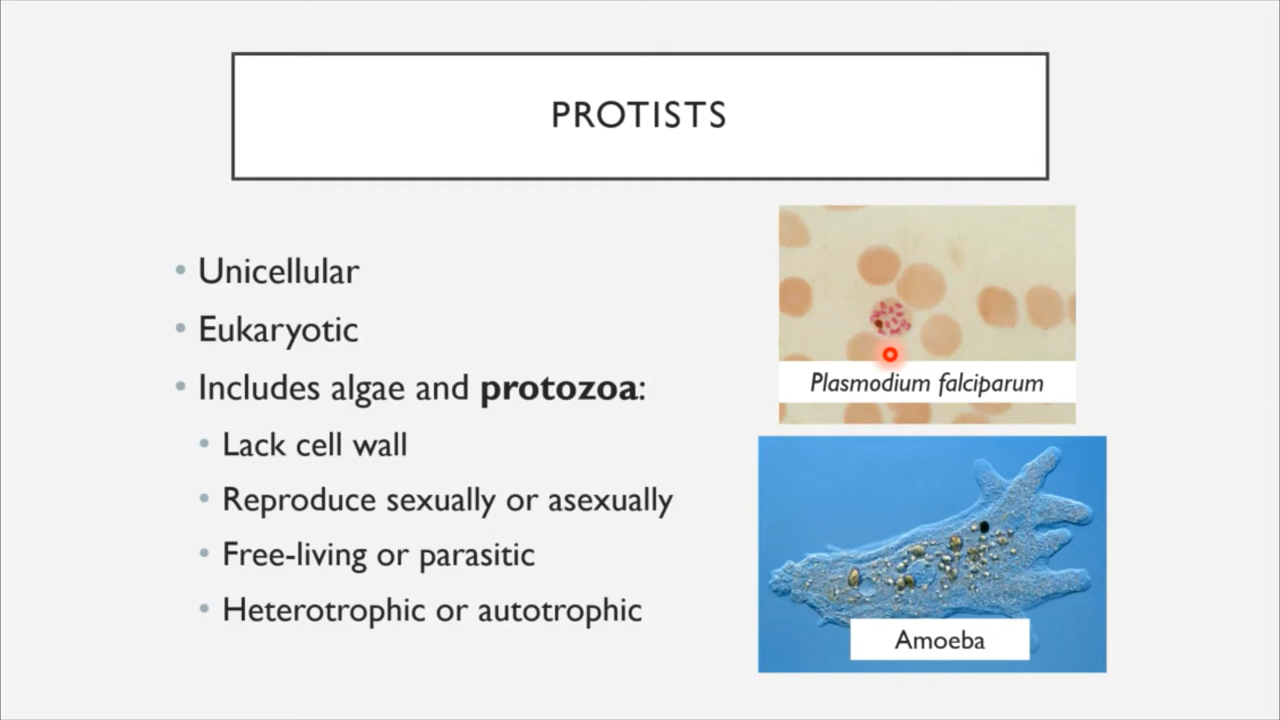 PROTISTS
• Unicellular
• Eukaryotic
• Includes algae and protozoa:
• Lack cell wall
• Reproduce sexually or asexually
• Free-living or parasitic
• Heterotrophic or autotrophic
Plasmodium falciparum
Amoeba